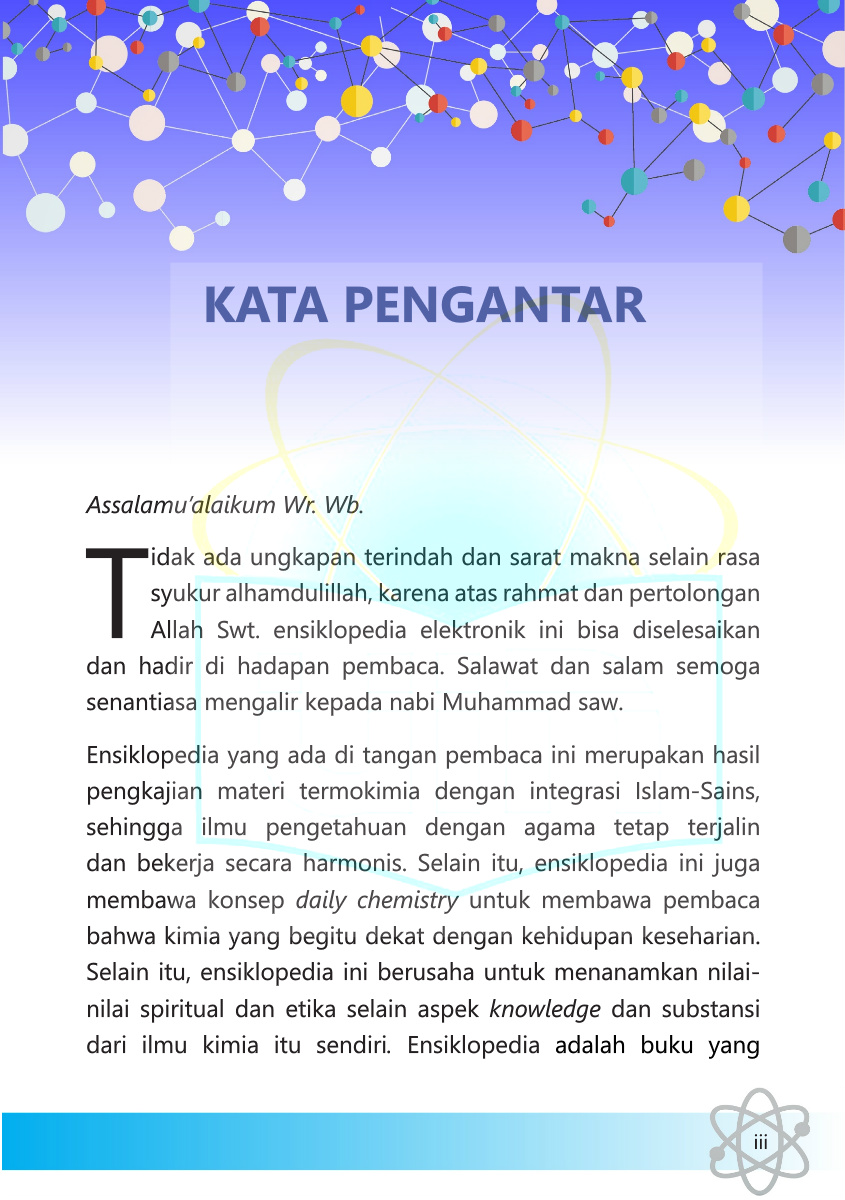 KATA PENGANTAR
Assalamu'alaikum Wr. Wb.
Tidak ada ungkapan terindah dan sarat makna selain rasa
syukur alhamdulillah, karena atas rahmat dan pertolongan
Allah Swt. ensiklopedia elektronik ini bisa diselesaikan
dan hadir di hadapan pembaca. Salawat dan salam semoga
senantiasa mengalir kepada nabi Muhammad saw.
Ensiklopedia yang ada di tangan pembaca ini merupakan hasil
pengkajian materi termokimia dengan integrasi Islam-Sains,
sehingga ilmu pengetahuan dengan agama tetap terjalin
dan bekerja secara harmonis. Selain itu, ensiklopedia ini juga
membawa konsep daily chemistry untuk membawa pembaca
bahwa kimia yang begitu dekat dengan kehidupan keseharian.
Selain itu, ensiklopedia ini berusaha untuk menanamkan nilai-
nilai spiritual dan etika selain aspek knowledge dan substansi
dari ilmu kimia itu sendiri. Ensiklopedia adalah buku yang
iii